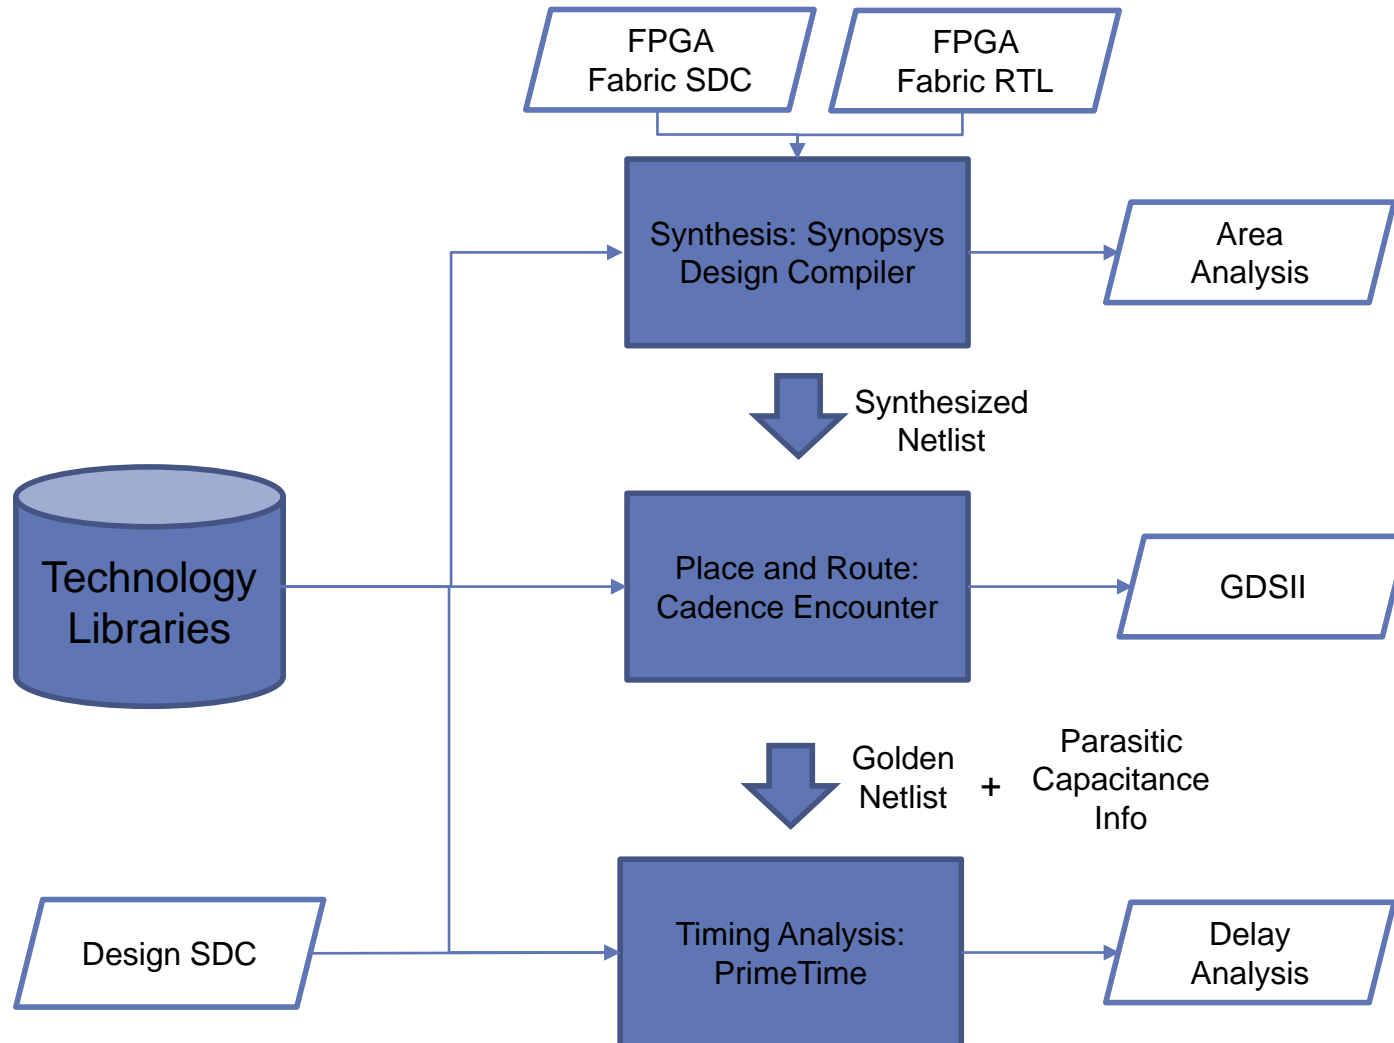 FPGA
Fabric SDC
FPGA
Fabric RTL
Synthesis: Synopsys
Design Compiler
Area
Analysis
Synthesized
Netlist
Technology
Libraries
Place and Route:
Cadence Encounter
GDSII
Golden
Netlist
+
Parasitic
Capacitance
Info
Design SDC
Timing Analysis:
PrimeTime
Delay
Analysis